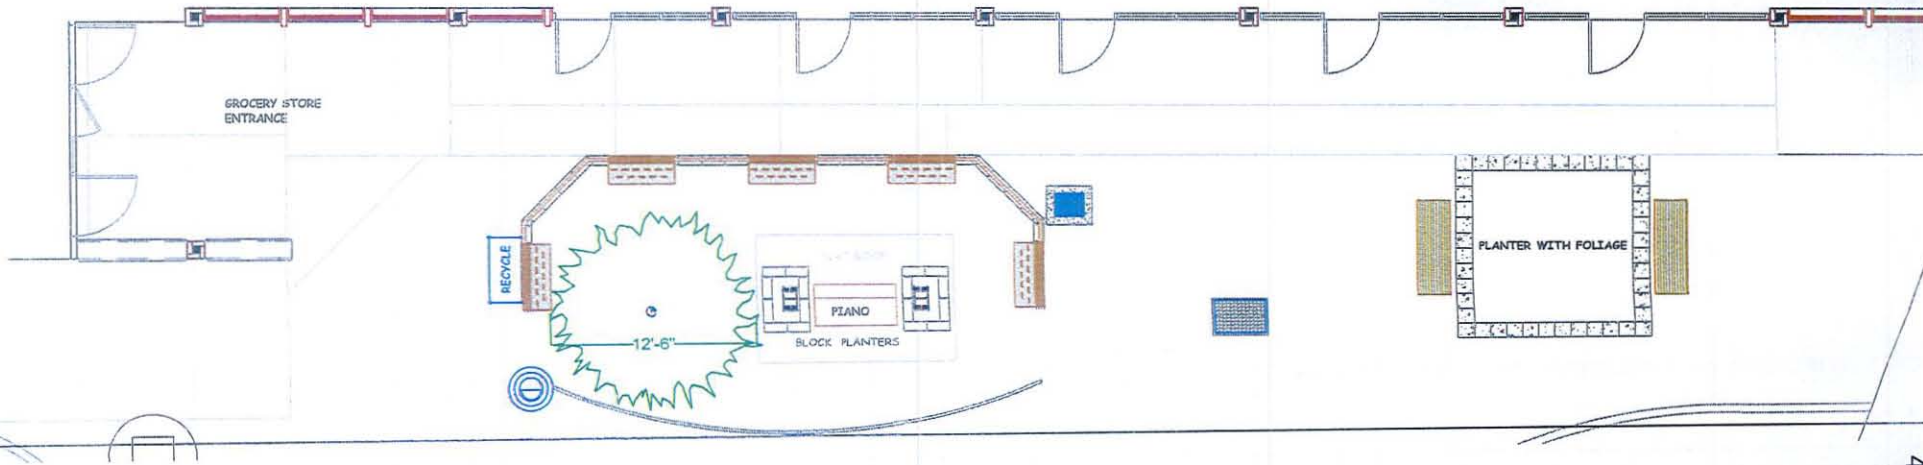 GROCERY STORE
ENTRANCE
RECYCLE
PLANTER WITH FOLIAGE
PIANO
12'-6"
BLOCK PLANTERS